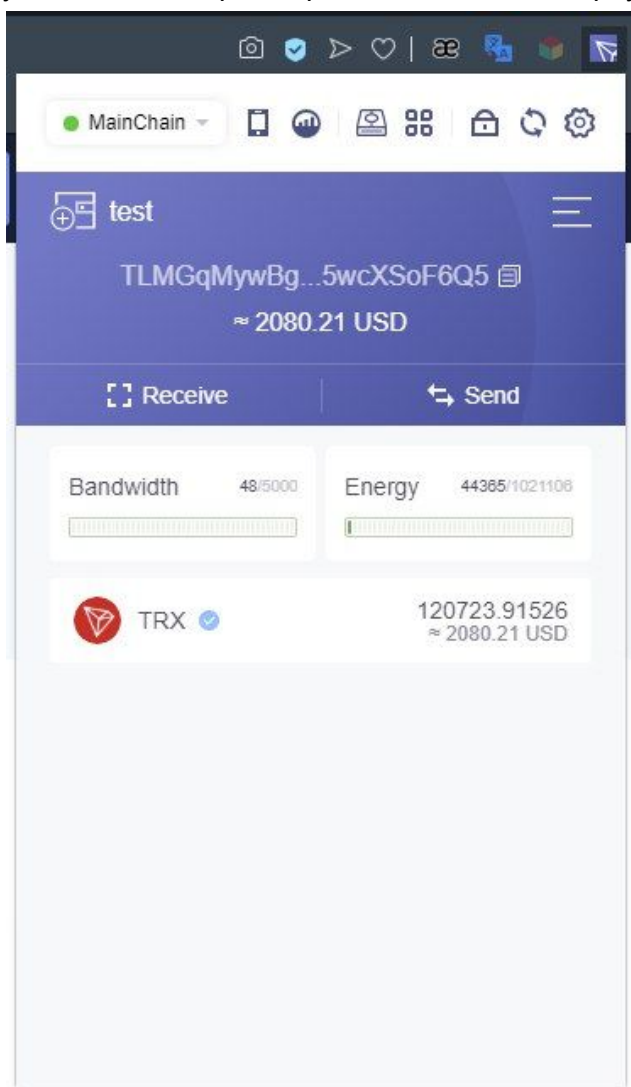 MainChain
test
TLMGqMywBg...5wcXSoF6Q5
≈ 2080.21 USD
Receive
Send
Bandwidth 48/5000
Energy 44365/1021106
TRX 120723.91526
≈ 2080.21 USD